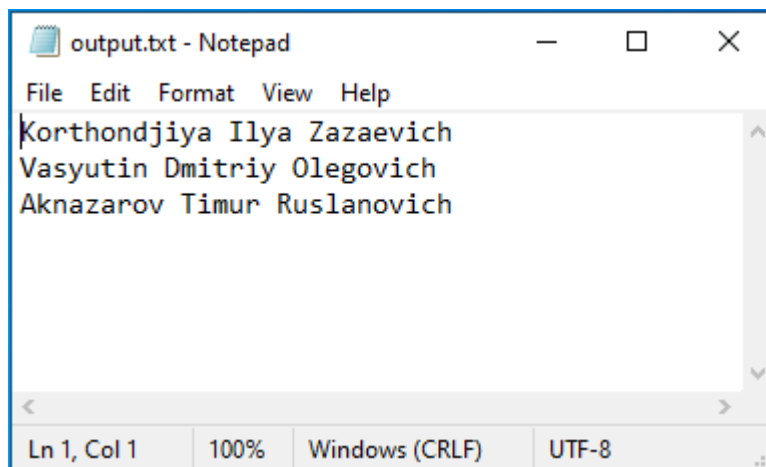 output.txt - Notepad
File Edit Format View Help
Korthondjiya Ilya Zazaevich
Vasyutin Dmitriy Olegovich
Aknazarov Timur Ruslanovich
Ln 1, Col 1 100% Windows (CRLF) UTF-8